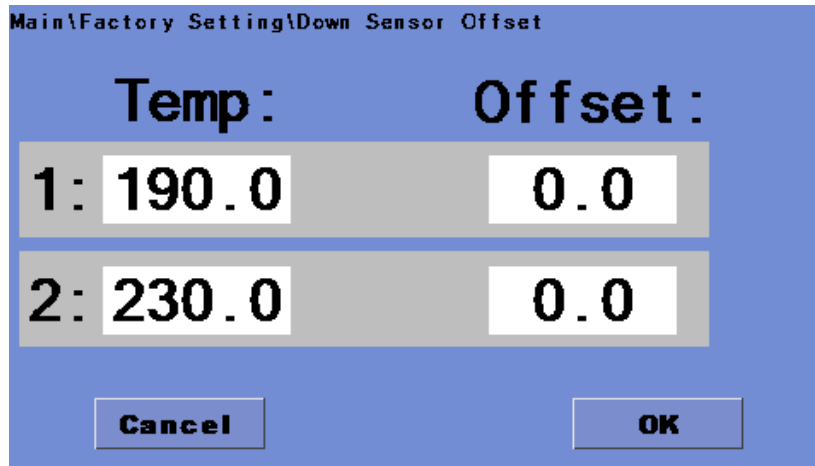 Main\Factory Setting\Down Sensor Offset
Temp: Offset:
1: 190.0 0.0
2: 230.0 0.0
Cancel OK